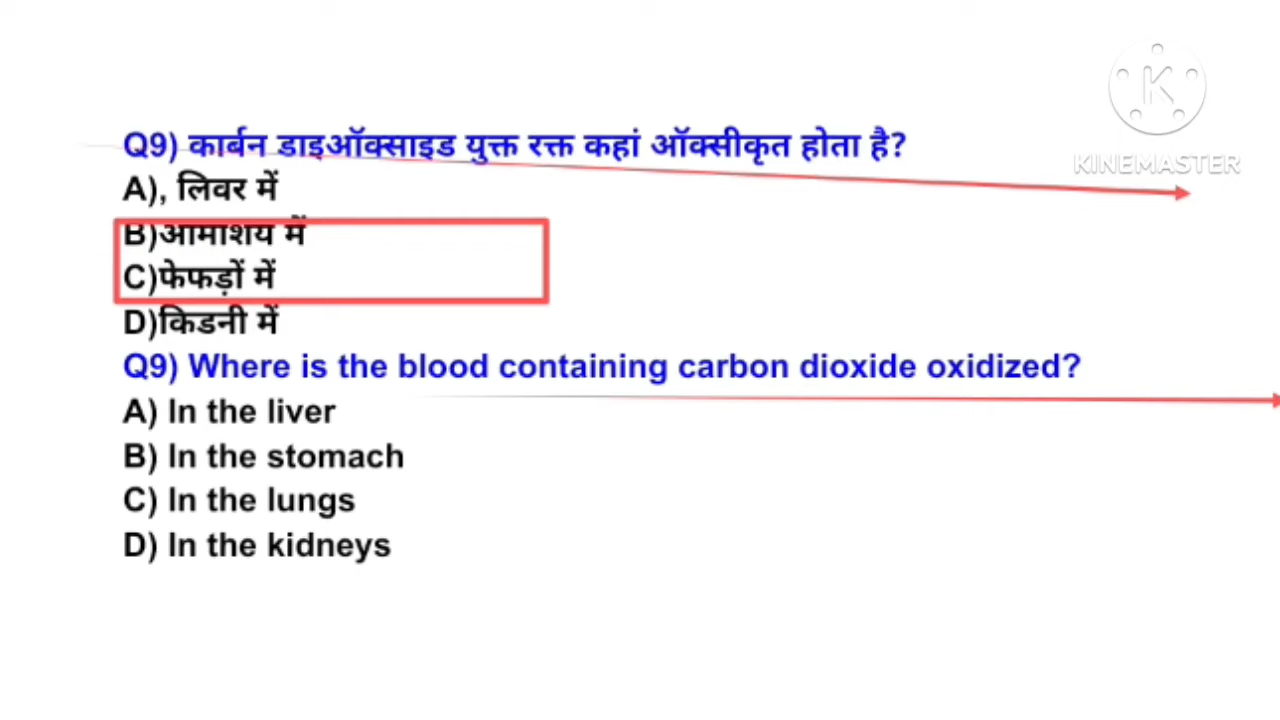 Q9) कार्बन डाइऑक्साइड युक्त रक्त कहां ऑक्सीकृत होता है?
A), लिवर में
B)आमाशय में
C)फेफड़ों में
D)किडनी में
Q9) Where is the blood containing carbon dioxide oxidized?
A) In the liver
B) In the stomach
C) In the lungs
D) In the kidneys
K
KINEMASTER